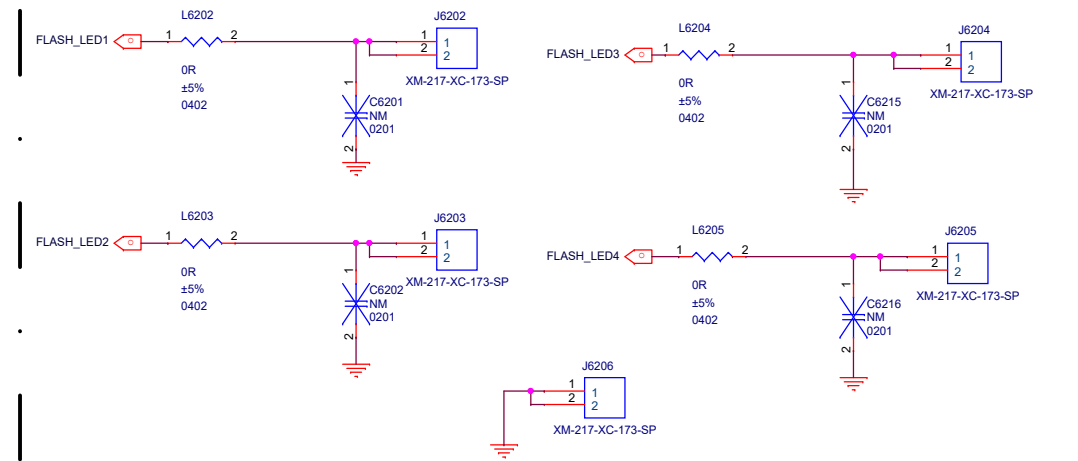 L6202
FLASH_LED1
1
2
0R
±5%
0402
J6202
1
2
1
2
XM-217-XC-173-SP
1
C6201
NM
0201
2
L6204
FLASH_LED3
1
2
0R
±5%
0402
J6204
1
2
1
2
XM-217-XC-173-SP
1
C6215
NM
0201
2
L6203
FLASH_LED2
1
2
0R
±5%
0402
J6203
1
2
1
2
XM-217-XC-173-SP
1
C6202
NM
0201
2
L6205
FLASH_LED4
1
2
0R
±5%
0402
J6205
1
2
1
2
XM-217-XC-173-SP
1
C6216
NM
0201
2
J6206
1
2
1
2
XM-217-XC-173-SP